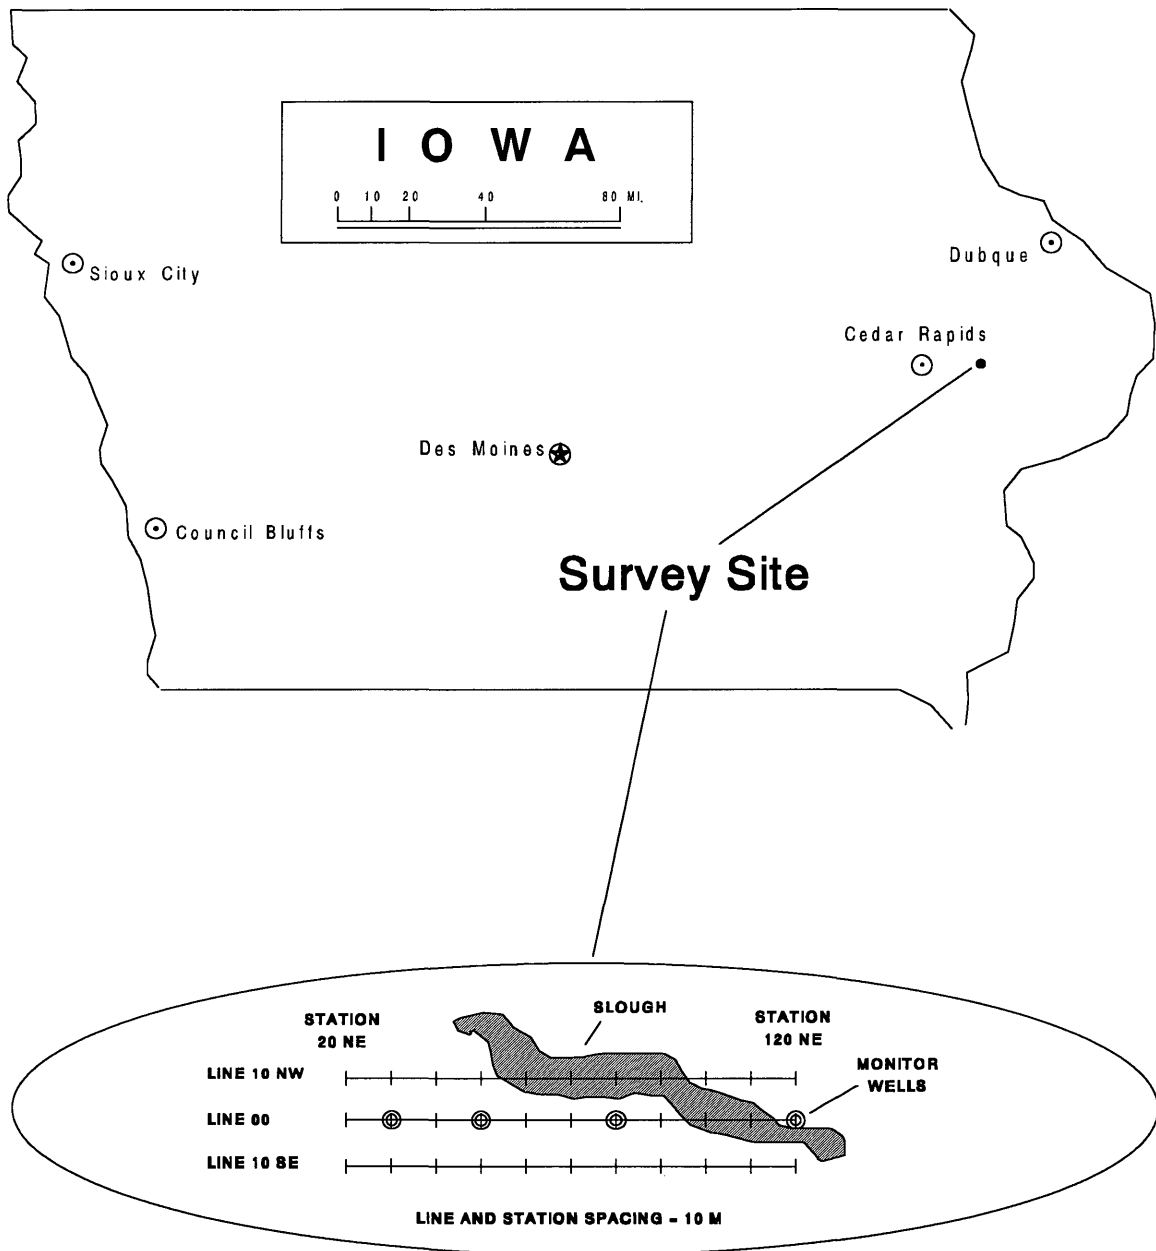 I O W A
0 10 20 40 80 MI.
Dubque
Sioux City
Cedar Rapids
Des Moines
Council Bluffs
Survey Site
SLOUGH
STATION
20 NE
STATION
120 NE
MONITOR
WELLS
LINE 10 NW
LINE 00
LINE 10 SE
LINE AND STATION SPACING - 10 M